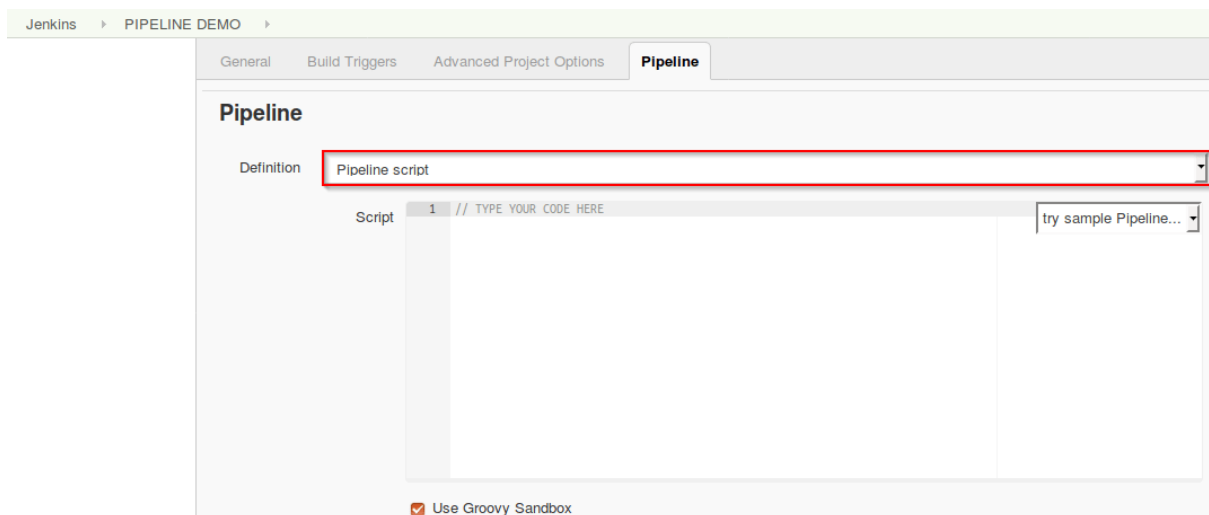 Jenkins PIPELINE DEMO
General Build Triggers Advanced Project Options Pipeline
Pipeline
Definition Pipeline script
Script 1 // TYPE YOUR CODE HERE try sample Pipeline...
Use Groovy Sandbox